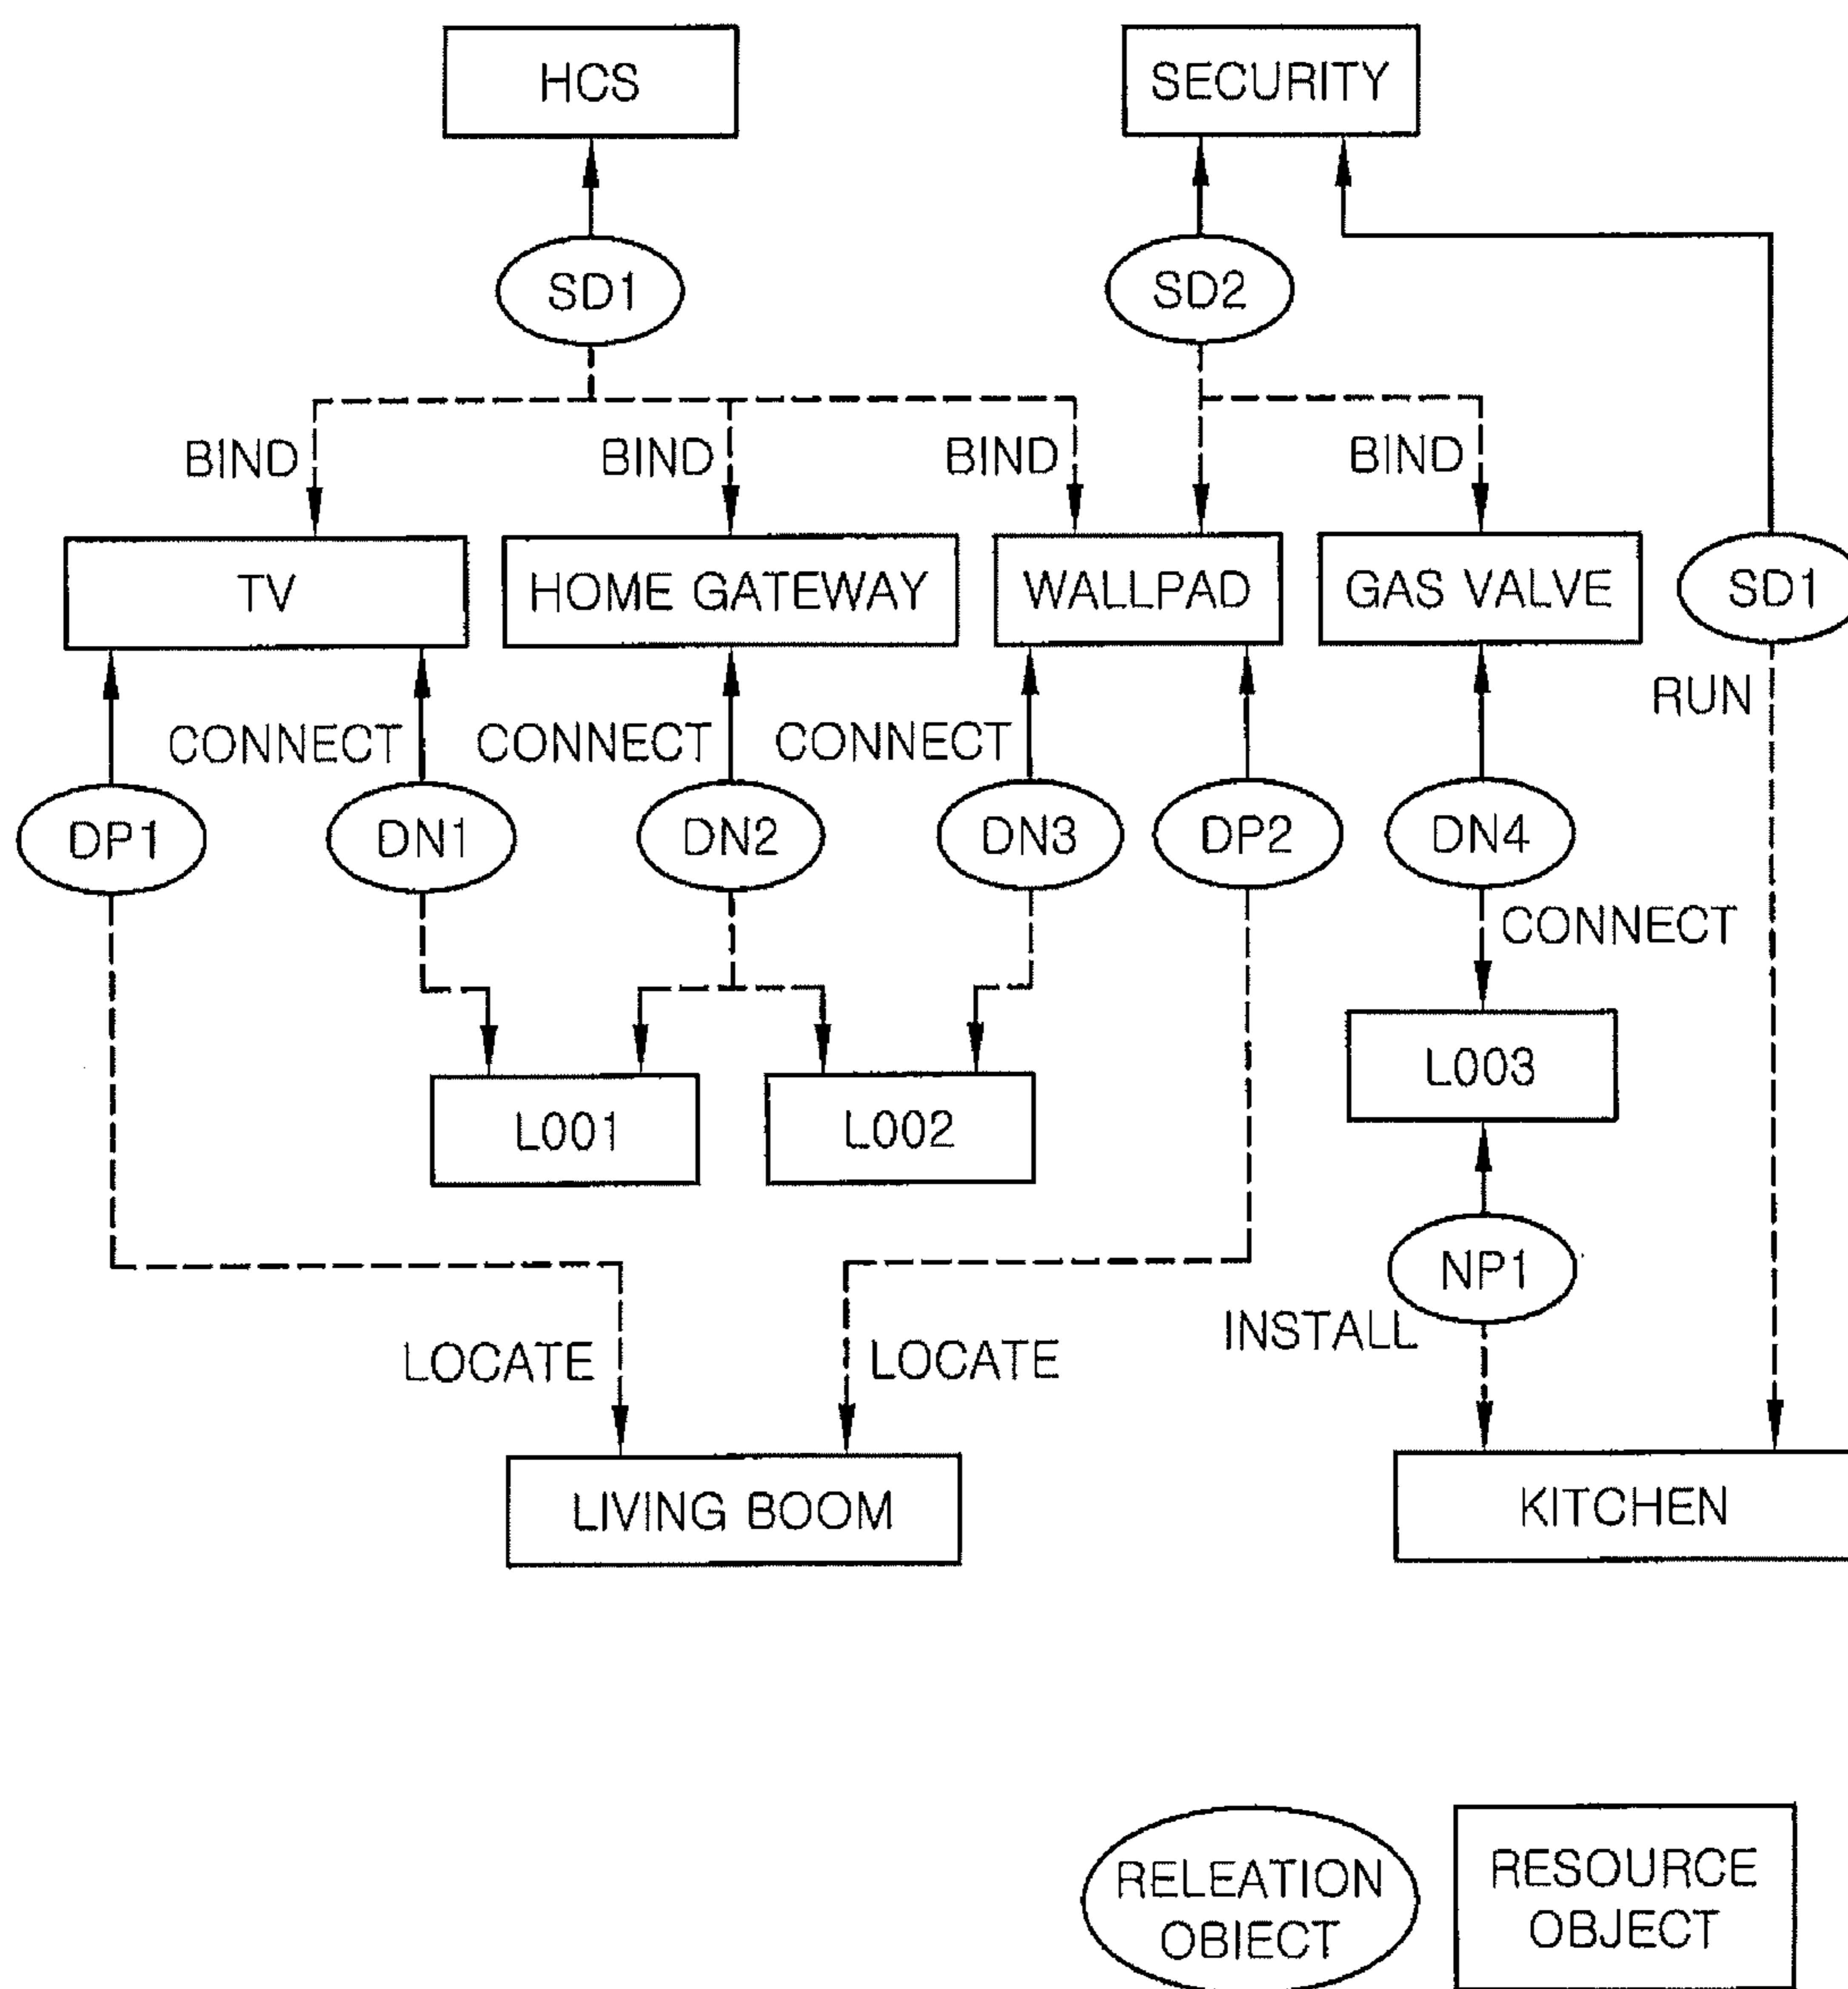 HCS
SECURITY
SD1
SD2
BIND
BIND
BIND
BIND
TV
HOME GATEWAY
WALLPAD
GAS VALVE
SD1
RUN
CONNECT
CONNECT
CONNECT
DP1
DN1
DN2
DN3
DP2
DN4
CONNECT
L003
L001
L002
NP1
INSTALL
LOCATE
LOCATE
LIVING BOOM
KITCHEN
RELEATION
OBIECT
RESOURCE
OBJECT